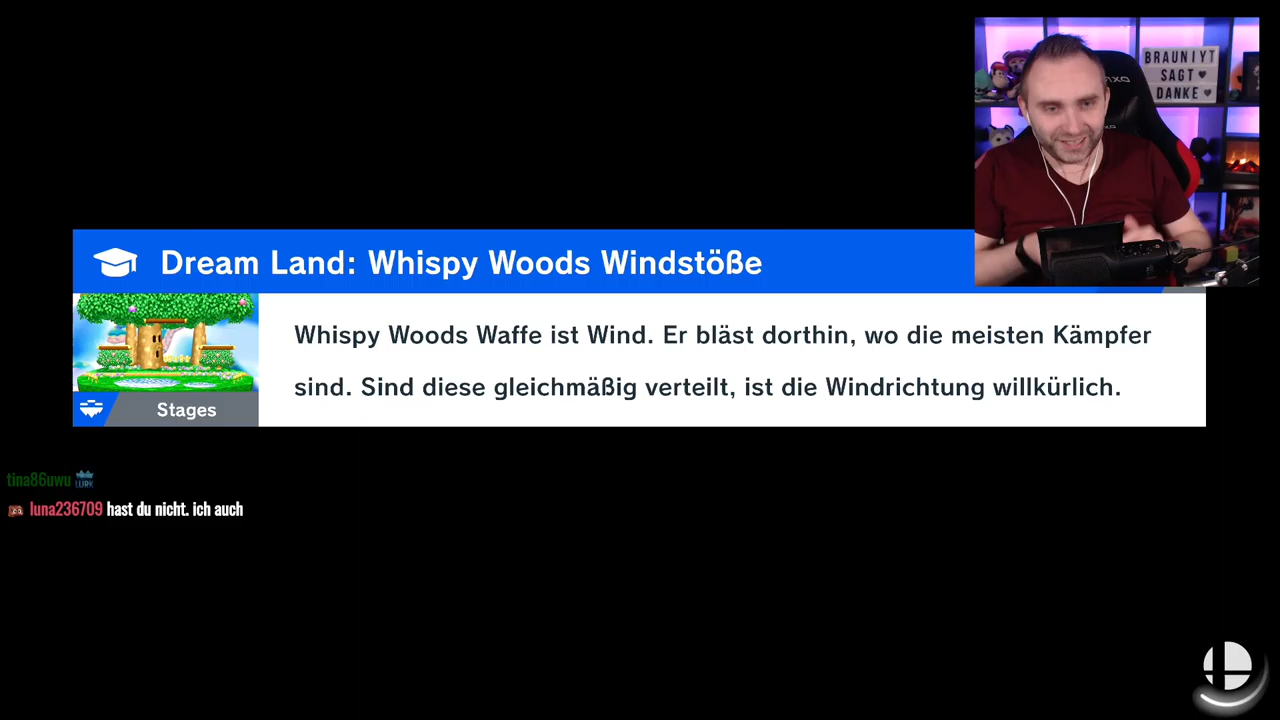 BRAUNIYT
SAGT ♥
DANKE ♥
Dream Land: Whispy Woods Windstöße
Whispy Woods Waffe ist Wind. Er bläst dorthin, wo die meisten Kämpfer
sind. Sind diese gleichmäßig verteilt, ist die Windrichtung willkürlich.
Stages
tina86uwu LURK
luna236709 hast du nicht. ich auch